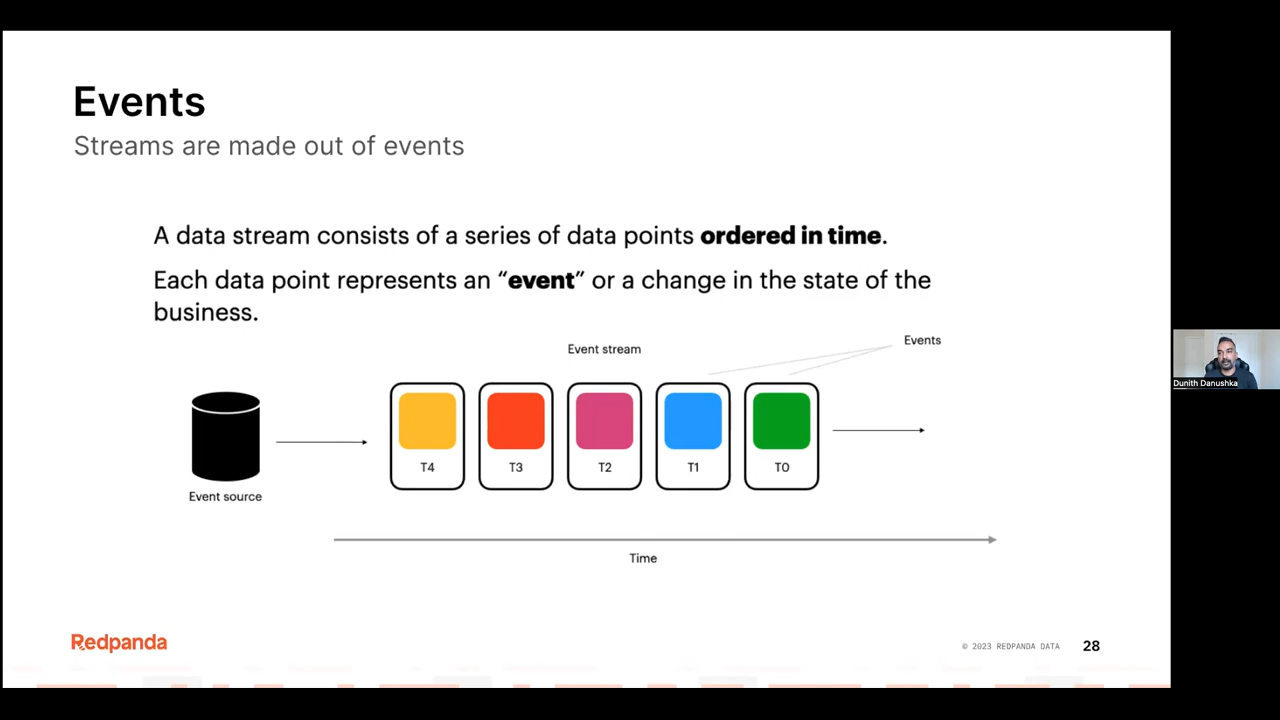 Events
Streams are made out of events
A data stream consists of a series of data points ordered in time.
Each data point represents an “event” or a change in the state of the
business.
Event stream
Events
T4
T3
T2
T1
T0
Event source
Time
Redpanda
© 2023 REDPANDA DATA
28
Dunith Danushka